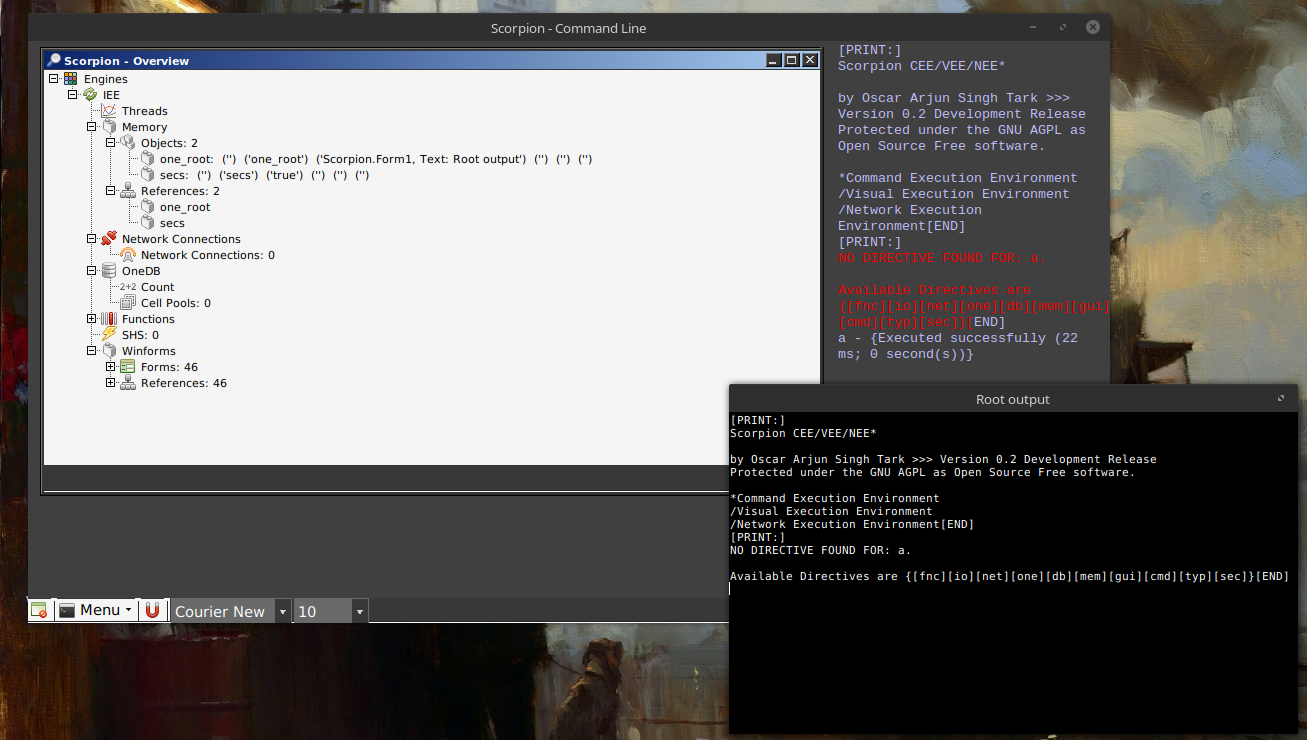 Scorpion - Command Line
Scorpion - Overview
Engines
IEE
Threads
Memory
Objects: 2
one_root: ('') ('one_root') ('Scorpion.Form1, Text: Root output') ('') ('') ('')
secs: ('') ('secs') ('true') ('') ('') ('')
References: 2
one_root
secs
Network Connections
Network Connections: 0
OneDB
2+2 Count
Cell Pools: 0
Functions
SHS: 0
Winforms
Forms: 46
References: 46
[PRINT:]
Scorpion CEE/VEE/NEE*
by Oscar Arjun Singh Tark >>>
Version 0.2 Development Release
Protected under the GNU AGPL as
Open Source Free software.
*Command Execution Environment
/Visual Execution Environment
/Network Execution
Environment[END]
[PRINT:]
NO DIRECTIVE FOUND FOR: a.
Available Directives are
{[fnc][io][net][one][db][mem][gui]
[cmd][typ][sec]}[END]
a - {Executed successfully (22
ms; 0 second(s))}
Menu
Courier New
10
Root output
[PRINT:]
Scorpion CEE/VEE/NEE*
by Oscar Arjun Singh Tark >>> Version 0.2 Development Release
Protected under the GNU AGPL as Open Source Free software.
*Command Execution Environment
/Visual Execution Environment
/Network Execution Environment[END]
[PRINT:]
NO DIRECTIVE FOUND FOR: a.
Available Directives are {[fnc][io][net][one][db][mem][gui][cmd][typ][sec]}[END]